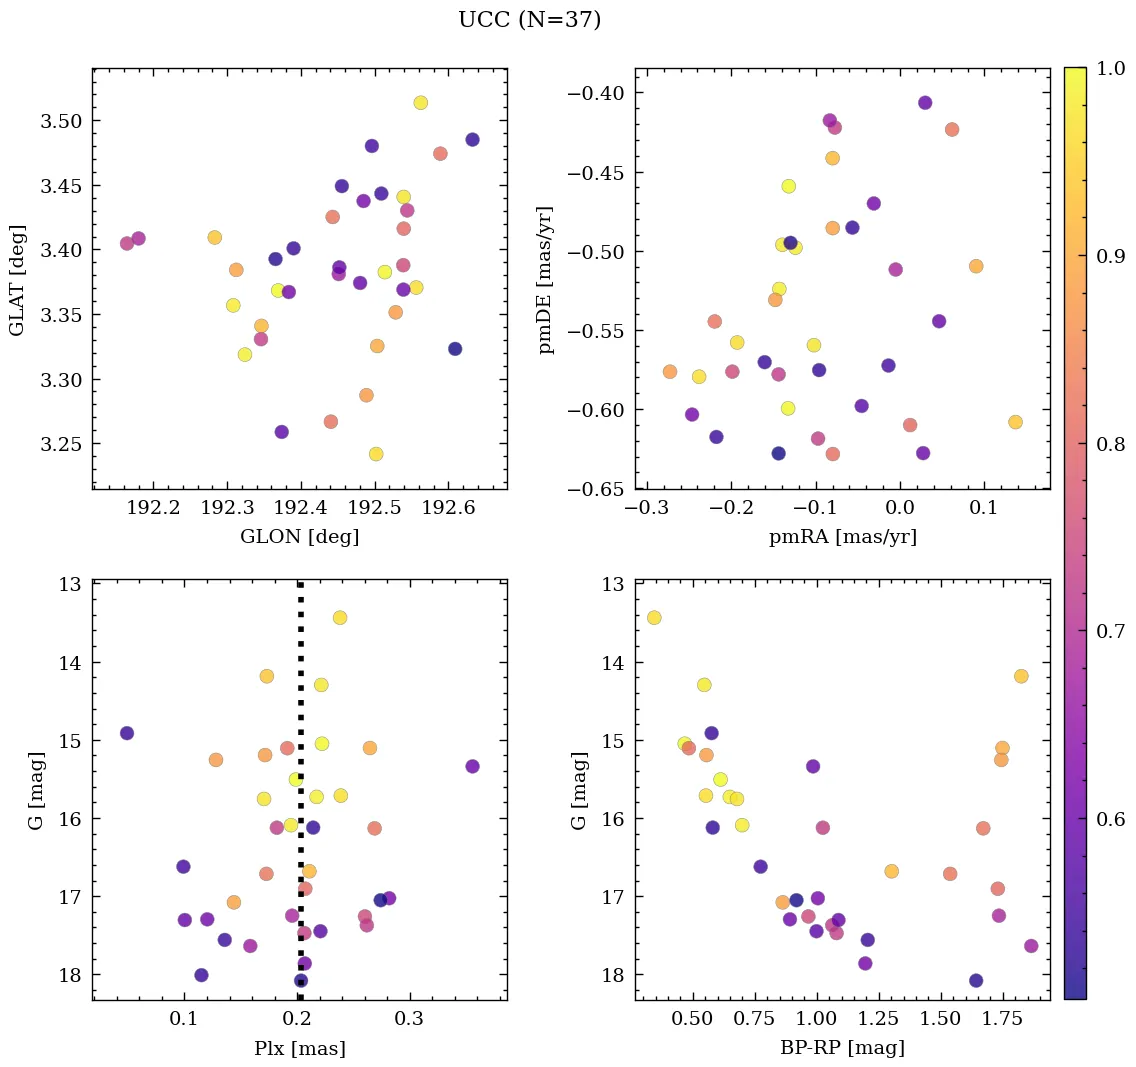 UCC (N=37)
3.50
3.45
3.40
3.35
3.30
3.25
GLAT [deg]
192.2 192.3 192.4 192.5 192.6
GLON [deg]
−0.40
−0.45
−0.50
−0.55
−0.60
−0.65
pmDE [mas/yr]
−0.3 −0.2 −0.1 0.0 0.1
pmRA [mas/yr]
1.0
0.9
0.8
0.7
0.6
13
14
15
16
17
18
G [mag]
0.1 0.2 0.3
Plx [mas]
13
14
15
16
17
18
G [mag]
0.50 0.75 1.00 1.25 1.50 1.75
BP-RP [mag]